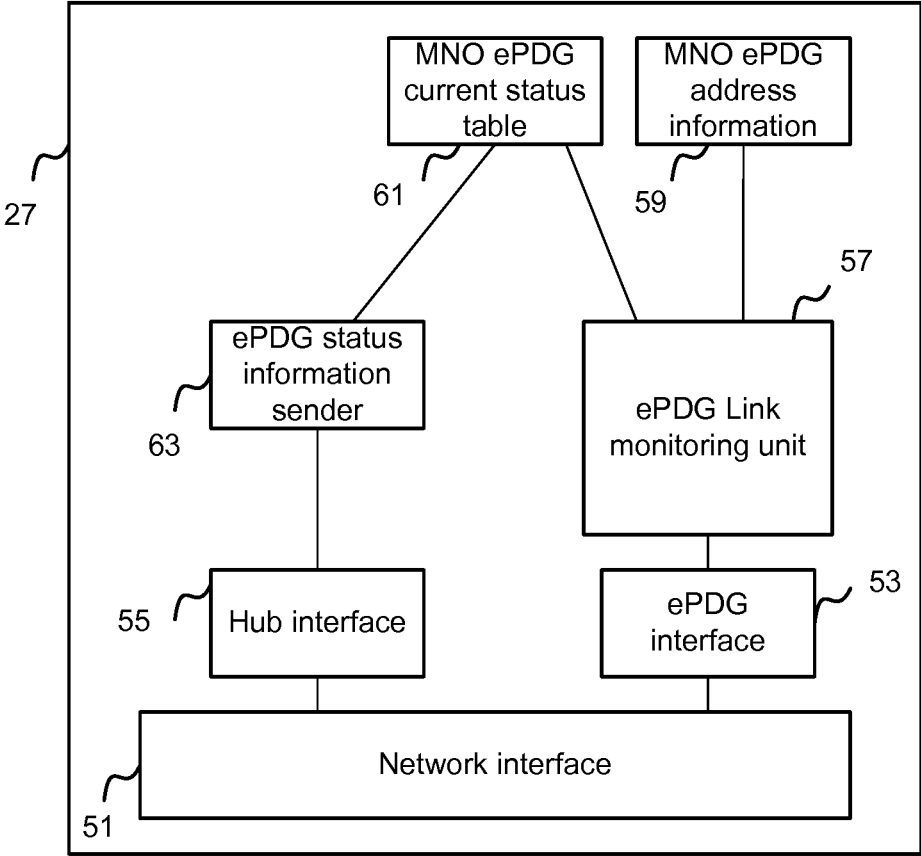 MNO ePDG
current status
table
MNO ePDG
address
information
61
59
27
57
ePDG status
information
sender
63
ePDG Link
monitoring unit
55
Hub interface
ePDG
interface
53
Network interface
51